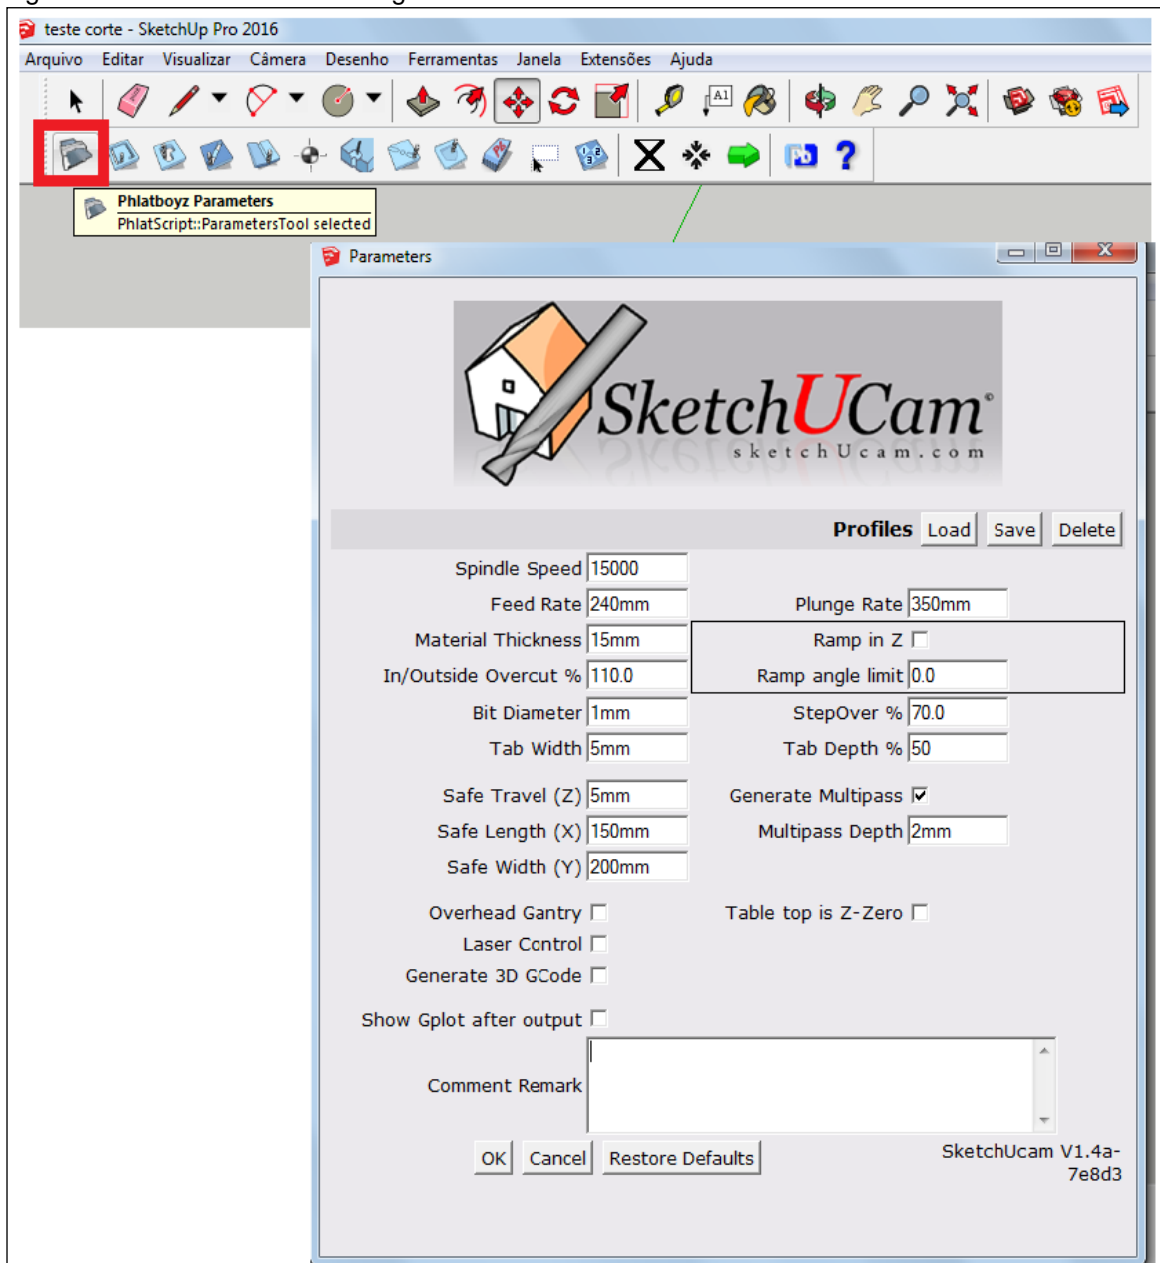 teste corte - SketchUp Pro 2016
Arquivo Editar Visualizar Câmera Desenho Ferramentas Janela Extensões Ajuda
A1
Phlatboyz Parameters
PhlatScript::ParametersTool selected
Parameters
SketchUCam
sketchUcam.com
Profiles Load Save Delete
Spindle Speed 15000
Feed Rate 240mm Plunge Rate 350mm
Material Thickness 15mm Ramp in Z
In/Outside Overcut % 110.0 Ramp angle limit 0.0
Bit Diameter 1mm StepOver % 70.0
Tab Width 5mm Tab Depth % 50
Safe Travel (Z) 5mm Generate Multipass
Safe Length (X) 150mm Multipass Depth 2mm
Safe Width (Y) 200mm
Overhead Gantry Table top is Z-Zero
Laser Control
Generate 3D GCode
Show Gplot after output
Comment Remark
OK Cancel Restore Defaults SketchUcam V1.4a-
7e8d3